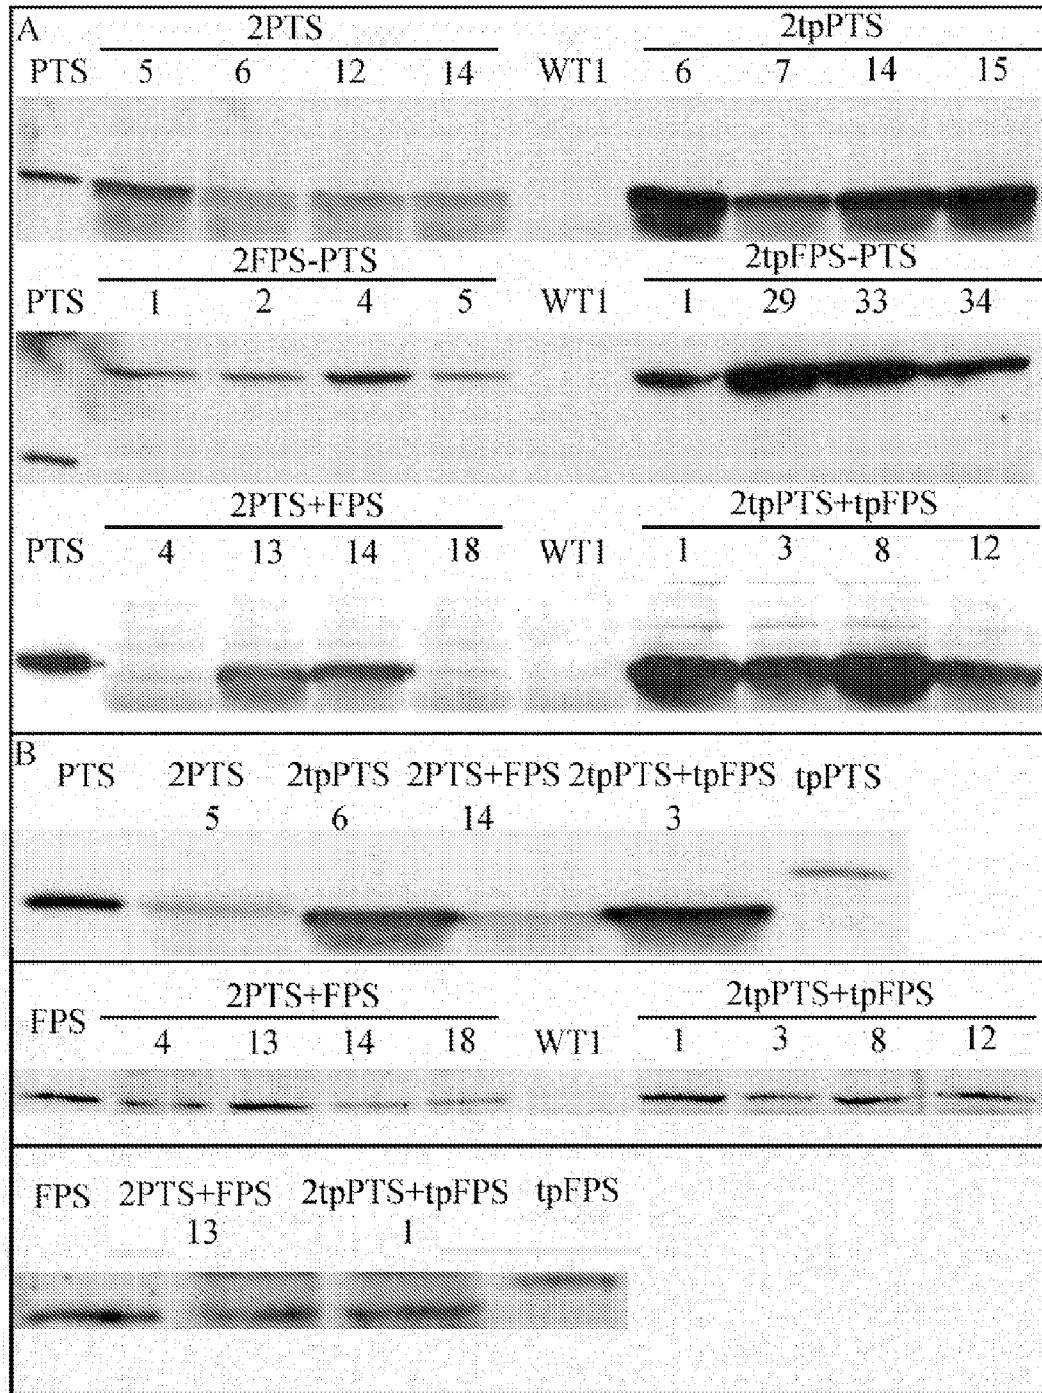 A 2PTS 2tpPTS
PTS 5 6 12 14 WT1 6 7 14 15
2FPS-PTS 2tpFPS-PTS
PTS 1 2 4 5 WT1 1 29 33 34
2PTS+FPS 2tpPTS+tpFPS
PTS 4 13 14 18 WT1 1 3 8 12
B
PTS 2PTS 2tpPTS 2PTS+FPS 2tpPTS+tpFPS tpPTS
5 6 14 3
2PTS+FPS 2tpPTS+tpFPS
FPS 4 13 14 18 WT1 1 3 8 12
FPS 2PTS+FPS 2tpPTS+tpFPS tpFPS
13 1